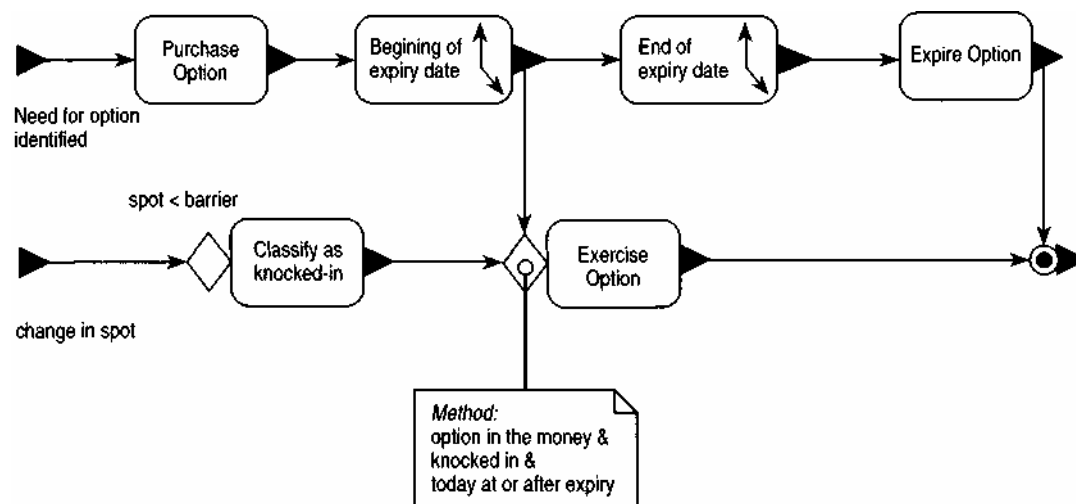 Purchase
Option
Begining of
expiry date
End of
expiry date
Expire Option
Need for option
identified
spot < barrier
Classify as
knocked-in
Exercise
Option
change in spot
Method:
option in the money &
knocked in &
today at or after expiry